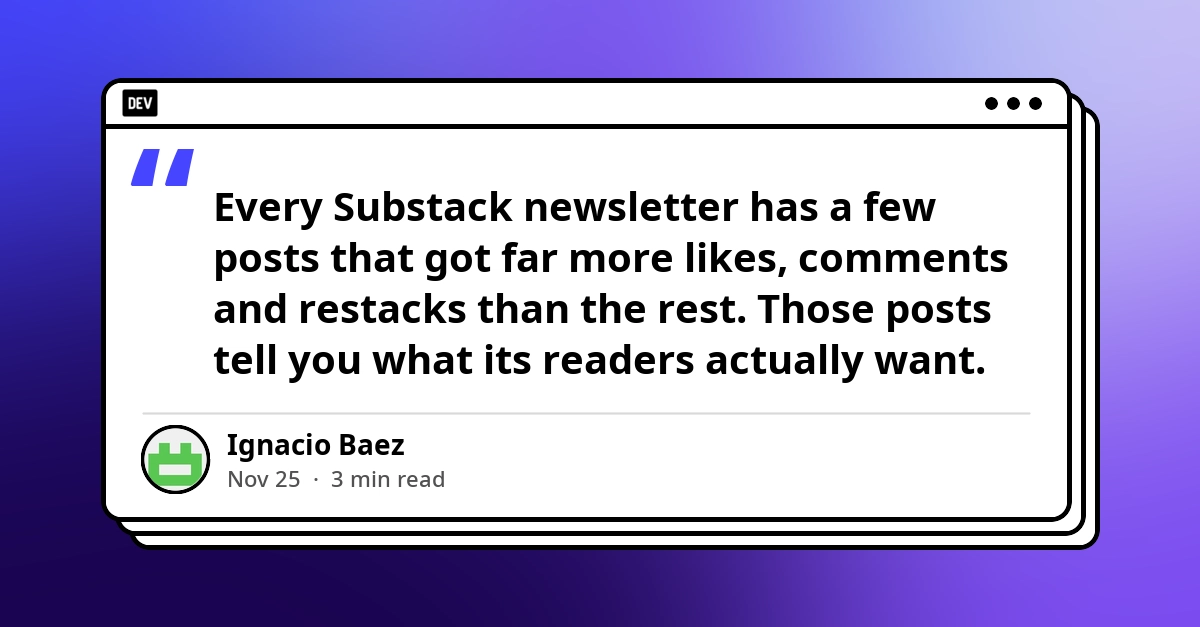 DEV
“
Every Substack newsletter has a few
posts that got far more likes, comments
and restacks than the rest. Those posts
tell you what its readers actually want.
Ignacio Baez
Nov 25 · 3 min read